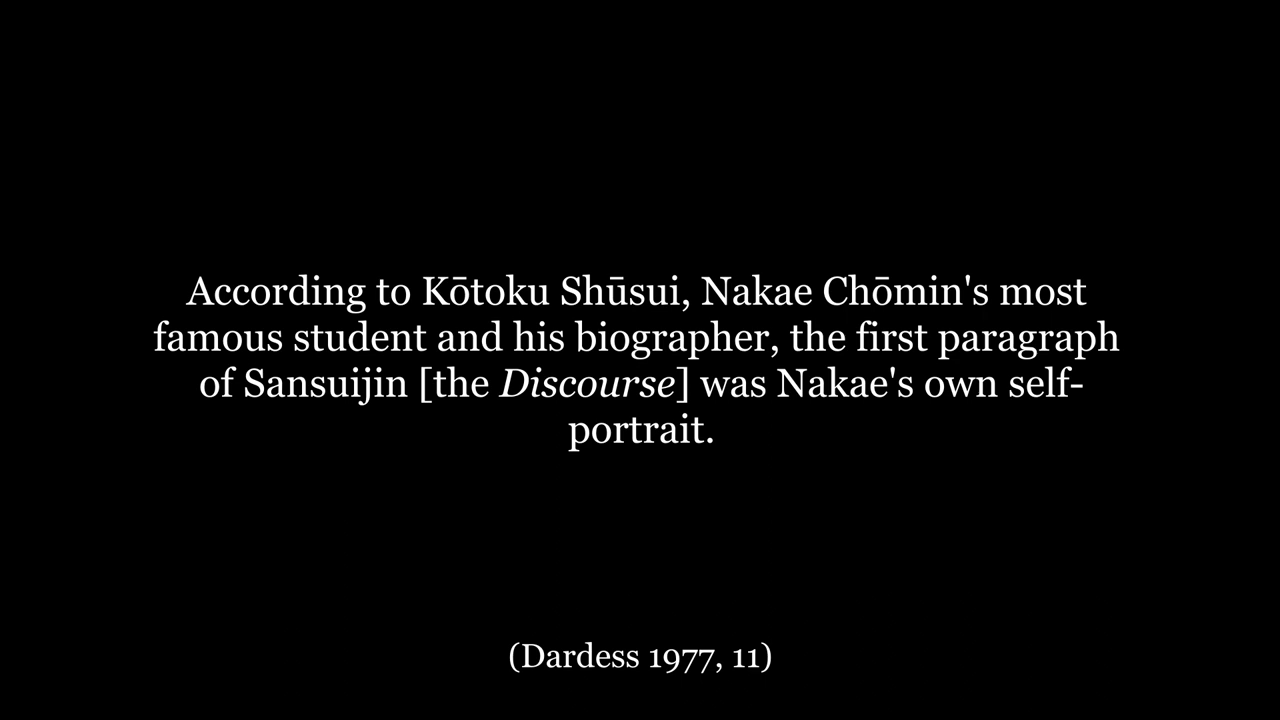 According to Kōtoku Shūsui, Nakae Chōmin's most
famous student and his biographer, the first paragraph
of Sansuijin [the Discourse] was Nakae's own self-
portrait.
(Dardess 1977, 11)